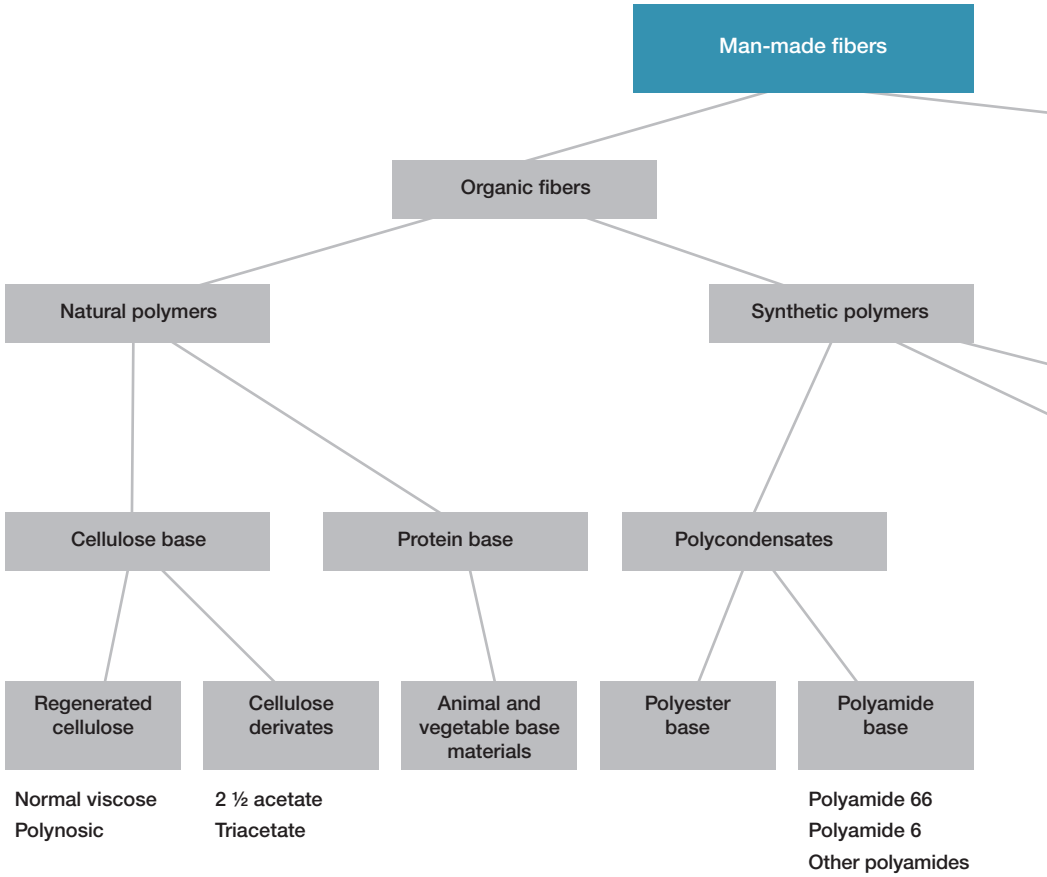 Man-made fibers
Organic fibers
Natural polymers
Synthetic polymers
Cellulose base
Protein base
Polycondensates
Regenerated
cellulose
Cellulose
derivates
Animal and
vegetable base
materials
Polyester
base
Polyamide
base
Normal viscose
Polynosic
2 ½ acetate
Triacetate
Polyamide 66
Polyamide 6
Other polyamides